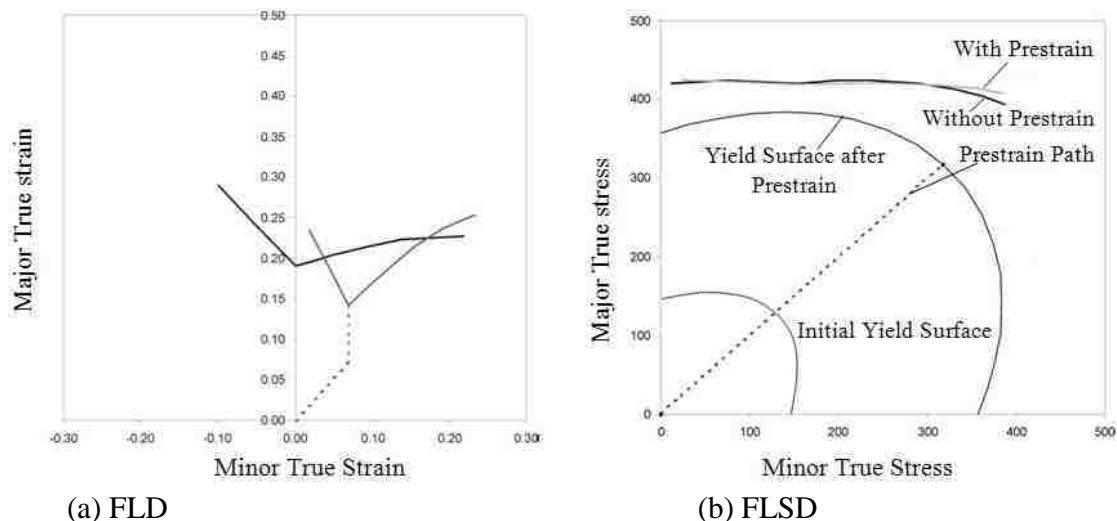 0.50
0.45
0.40
0.35
0.30
0.25
0.20
0.15
0.10
0.05
0.00
-0.30
-0.20
-0.10
0.00
0.10
0.20
0.30
Major True strain
Minor True Strain
(a) FLD
500
400
300
200
100
0
0
100
200
300
400
500
Major True stress
Minor True Stress
With Prestrain
Without Prestrain
Prestrain Path
Yield Surface after
Prestrain
Initial Yield Surface
(b) FLSD